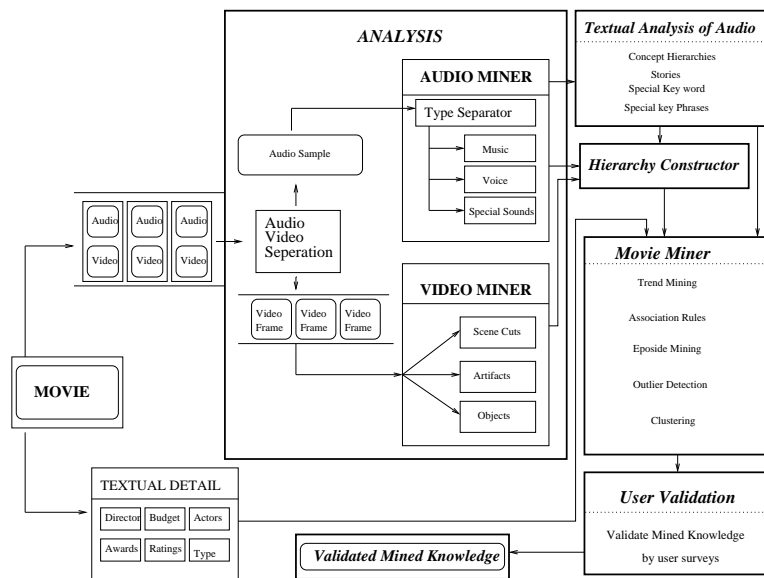 ANALYSIS
Textual Analysis of Audio
Concept Hierarchies
Stories
Special Key word
Special key Phrases
AUDIO MINER
Type Separator
Music
Voice
Special Sounds
Audio Sample
Hierarchy Constructor
Audio
Audio
Audio
Video
Video
Video
Audio
Video
Seperation
Movie Miner
Trend Mining
Association Rules
Eposide Mining
Outlier Detection
Clustering
VIDEO MINER
Scene Cuts
Artifacts
Objects
Video Video Video
Frame Frame Frame
MOVIE
TEXTUAL DETAIL
Director Budget Actors
Awards Ratings Type
User Validation
Validate Mined Knowledge
by user surveys
Validated Mined Knowledge